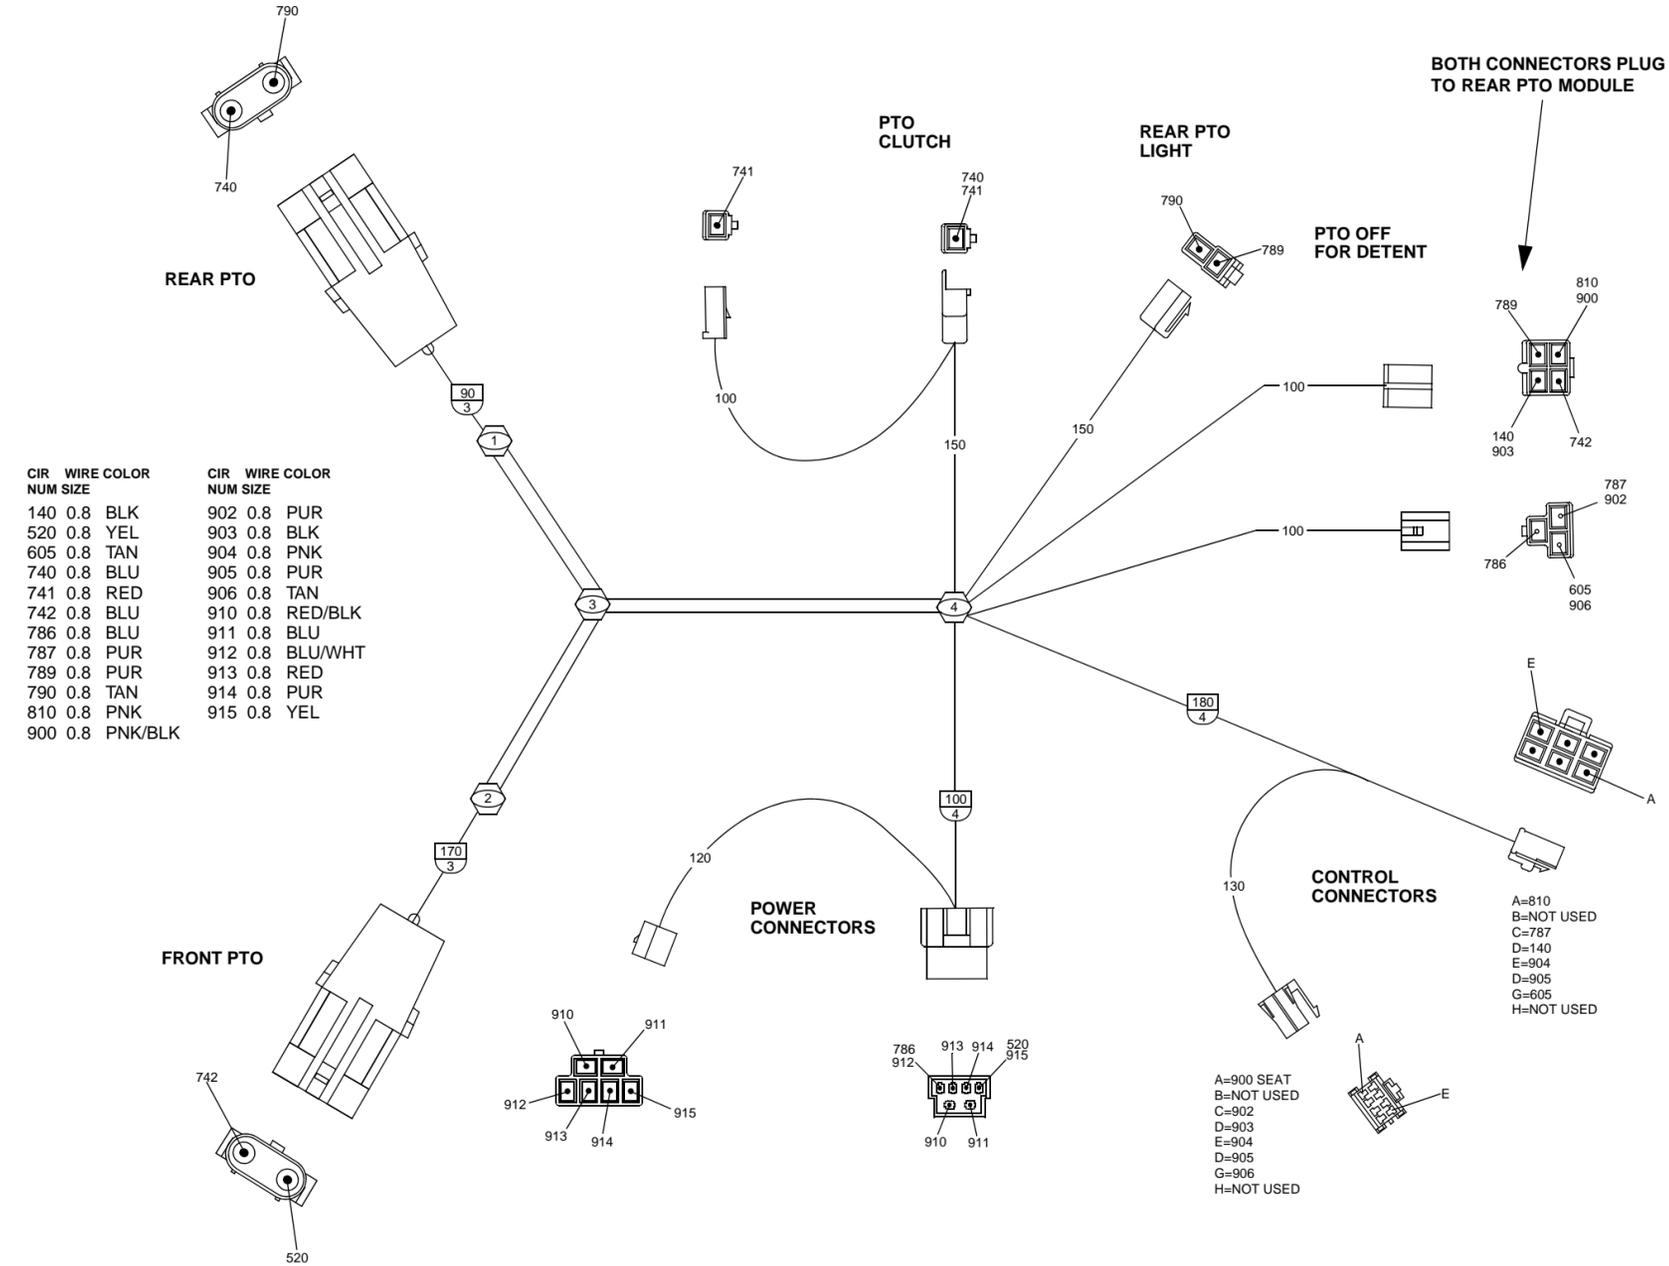 790
740
REAR PTO
90
3
1
741
PTO
CLUTCH
740
741
100
150
REAR PTO
LIGHT
790
789
150
PTO OFF
FOR DETENT
BOTH CONNECTORS PLUG
TO REAR PTO MODULE
810
900
789
100
140
903
742
787
902
100
786
605
906
CIR WIRE COLOR
NUM SIZE
140 0.8 BLK
520 0.8 YEL
605 0.8 TAN
740 0.8 BLU
741 0.8 RED
742 0.8 BLU
786 0.8 BLU
787 0.8 PUR
789 0.8 PUR
790 0.8 TAN
810 0.8 PNK
900 0.8 PNK/BLK
CIR WIRE COLOR
NUM SIZE
902 0.8 PUR
903 0.8 BLK
904 0.8 PNK
905 0.8 PUR
906 0.8 TAN
910 0.8 RED/BLK
911 0.8 BLU
912 0.8 BLU/WHT
913 0.8 RED
914 0.8 PUR
915 0.8 YEL
3
4
2
170
3
FRONT PTO
742
520
180
4
E
A
100
4
120
POWER
CONNECTORS
910
911
912
913
914
915
786
912
913
914
520
915
910
911
130
CONTROL
CONNECTORS
A=810
B=NOT USED
C=787
D=140
E=904
D=905
G=605
H=NOT USED
A=900 SEAT
B=NOT USED
C=902
D=903
E=904
D=905
G=906
H=NOT USED
A
E